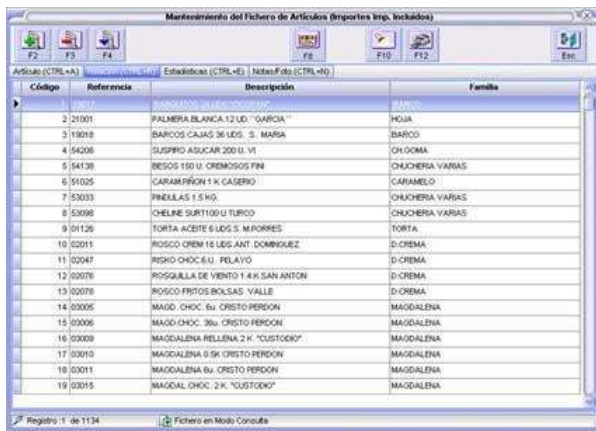 Mantenimiento del Fichero de Artículos (Importes Imp. Incluidos)
F2 F3 F4 F8 F10 F12 Esc
Artículo (CTRL+A) Estadísticas (CTRL+E) Notas/Foto (CTRL+N)
Código Referencia Descripción Familia
1 BARCO
2 21001 PALMERA.BLANCA.12 UD. ``GARCIA`` HOJA
3 19018 BARCOS CAJAS 36 UDS. S. MARIA BARCO
4 54206 SUSPIRO ASUCAR 200 U. VI CH.GOMA
5 54138 BESOS 150 U. CREMOSOS FINI CHUCHERIA VARIAS
6 51025 CARAM.PIÑON 1 K CASERIO CARAMELO
7 53033 PINDULAS 1.5 KG. CHUCHERIA VARIAS
8 53098 CHELINE SURT100 U TURCO CHUCHERIA VARIAS
9 01126 TORTA ACEITE 6 UDS S. M.PORRES TORTA
10 02011 ROSCO CREM 16 UDS.ANT. DOMINGUEZ D.CREMA
11 02047 RISKO CHOC.6.U. PELAYO D.CREMA
12 02076 ROSQUILLA DE VIENTO 1.4 K SAN ANTON D.CREMA
13 02078 ROSCO FRITOS BOLSAS VALLE D.CREMA
14 03005 MAGD. CHOC. 6u. CRISTO PERDON MAGDALENA
15 03006 MAGD.CHOC. 36u. CRISTO PERDON MAGDALENA
16 03009 MAGDALENA RELLENA 2 K. "CUSTODIO" MAGDALENA
17 03010 MAGDALENA 0.5K CRISTO PERDON MAGDALENA
18 03011 MAGDALENA 6u. CRISTO PERDON MAGDALENA
19 03015 MAGDAL.CHOC. 2 K. "CUSTODIO" MAGDALENA
Registro :1 de 1134 Fichero en Modo Consulta